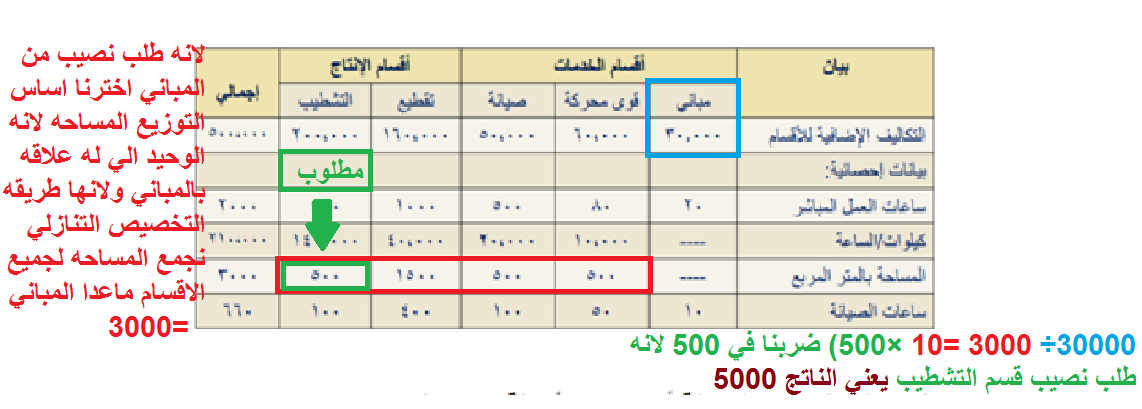 لانه طلب نصيب من
المباني اخترنا اساس
التوزيع المساحه لانه
الوحيد الي له علاقه
بالمباني ولانها طريقه
التخصيص التنازلي
نجمع المساحه لجميع
الاقسام ماعدا المباني
=3000
بيان أقسام الخدمات أقسام الإنتاج إجمالي
مباني قوى محركة صيانة تقطيع التشطيب
التكاليف الإضافية للأقسام ٣٠,٠٠٠ ٦٠,٠٠٠ ٥٠,٠٠٠ ١٦٠,٠٠٠ ٢٠٠,٠٠٠ ٥٠٠,٠٠٠
بيانات إحصائية: مطلوب
ساعات العمل المباشر ٢٠ ٨٠ ٥٠٠ ١٠٠٠ ٢٠٠٠
كيلوات/الساعة ---- ١٠,٠٠٠ ٢٠,٠٠٠ ٤٠,٠٠٠ ٢١٠,٠٠٠
المساحة بالمتر المربع ---- ٥٠٠ ٥٠٠ ١٥٠٠ ٥٠٠ ٣٠٠٠
ساعات الصيانة ١٠ ٥٠ ١٠٠ ٤٠٠ ١٠٠ ٦٦٠
30000÷ 3000 =10 ×500) ضربنا في 500 لانه
طلب نصيب قسم التشطيب يعني الناتج 5000